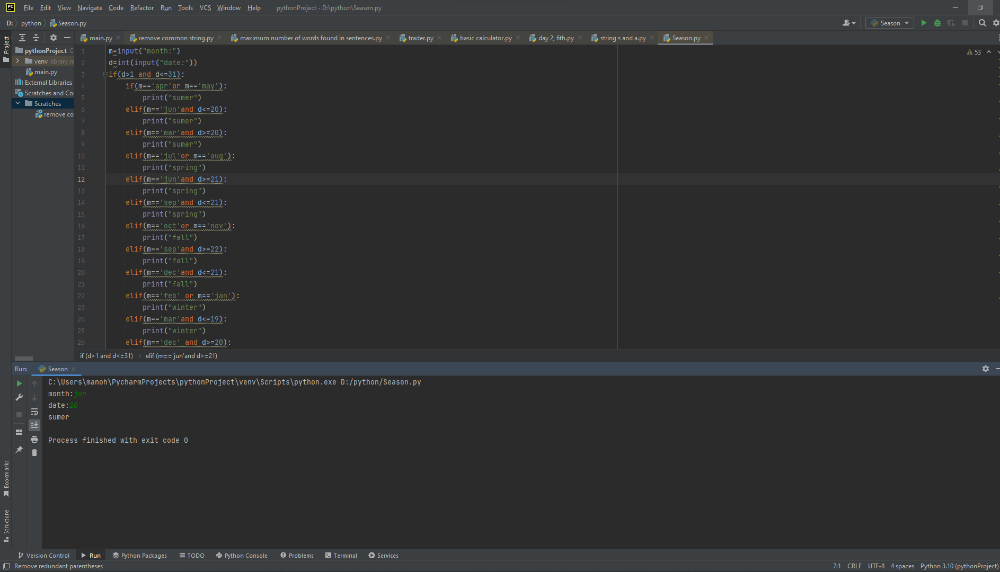 PC File Edit View Navigate Code Refactor Run Tools VCS Window Help pythonProject - D:\python\Season.py
D: python Season.py Season
main.py remove common string.py maximum number of words found in sentences.py trader.py basic calculator.py day 2, 6th.py string s and a.py Season.py
Project
pythonProject C
venv library ro
main.py
External Libraries
Scratches and Con
Scratches
remove co
53
1 m=input("month:")
2 d=int(input("date:"))
3 if(d>1 and d<=31):
4 if(m=='apr'or m=='may'):
5 print("sumer")
6 elif(m=='jun'and d<=20):
7 print("sumer")
8 elif(m=='mar'and d>=20):
9 print("sumer")
10 elif(m=='jul'or m=='aug'):
11 print("spring")
12 elif(m=='jun'and d>=21):
13 print("spring")
14 elif(m=='sep'and d<=21):
15 print("spring")
16 elif(m=='oct'or m=='nov'):
17 print("fall")
18 elif(m=='sep'and d>=22):
19 print("fall")
20 elif(m=='dec'and d<=21):
21 print("fall")
22 elif(m=='feb' or m=='jan'):
23 print("winter")
24 elif(m=='mar'and d<=19):
25 print("winter")
26 elif(m=='dec' and d>=20):
if (d>1 and d<=31) elif (m=='jun'and d>=21)
Run: Season
C:\Users\manoh\PycharmProjects\pythonProject\venv\Scripts\python.exe D:/python/Season.py
month:jun
date:20
sumer
Process finished with exit code 0
Bookmarks
Structure
Version Control Run Python Packages TODO Python Console Problems Terminal Services
Remove redundant parentheses 7:1 CRLF UTF-8 4 spaces Python 3.10 (pythonProject)